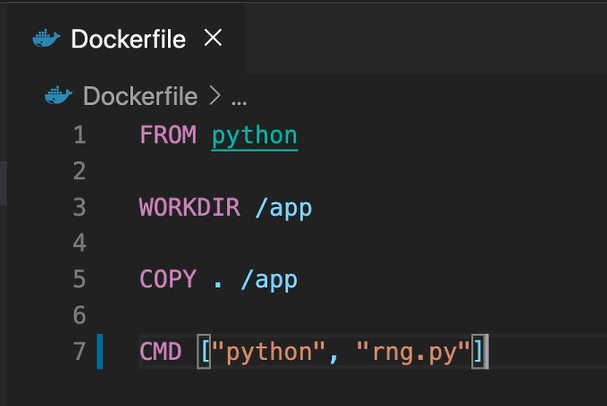 Dockerfile ×
Dockerfile > ...
1 FROM python
2
3 WORKDIR /app
4
5 COPY . /app
6
7 CMD ["python", "rng.py"]